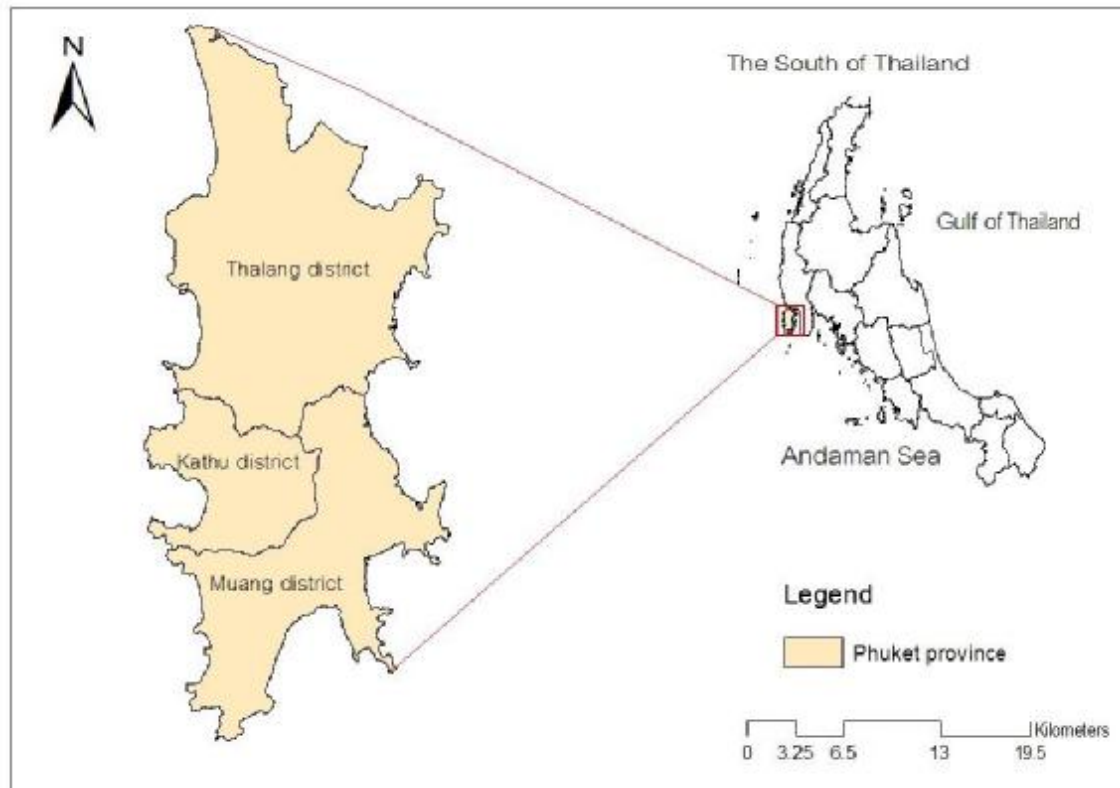 N
The South of Thailand
Gulf of Thailand
Thalang district
Andaman Sea
Kathu district
Muang district
Legend
Phuket province
Kilometers
0 3.25 6.5 13 19.5